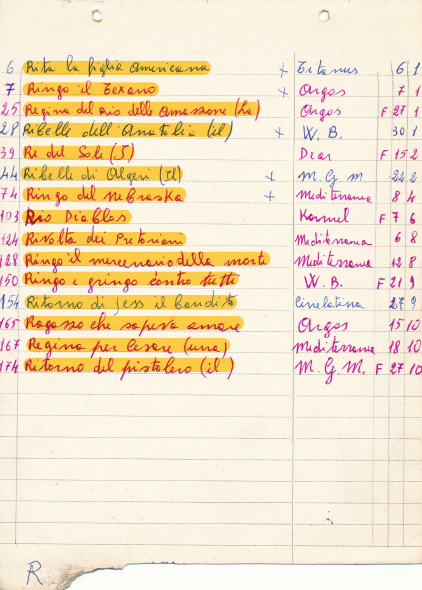 6 Rita la figlia americana x Titanus 6 1
7 Ringo il Texano x Argos 7 1
25 Regina del rio delle amazzone (La) Argos F 27 1
28 Ribelle dell'Anatolia (il) x W. B. 30 1
39 Re del Sole (I) Dear F 15 2
44 Ribelle di Algeri (Il) x M. G. M. 22 2
74 Ringo del Nebraska x Mediterranea 8 4
103 Rio Diablos Kormel F 7 6
124 Rivolta dei Pretoriani Mediterranea 6 8
128 Ringo il mercenario della morte Mediterranea 12 8
150 Ringo e gringo contro tutti W. B. F 21 9
154 Ritorno di Jess il bandito Cinelatina 27 9
165 Ragazzo che sapeva amare Argos 15 10
167 Regina per Cesare (una) Mediterranea 18 10
174 Ritorno del pistolero (il) M. G. M. F 27 10
R